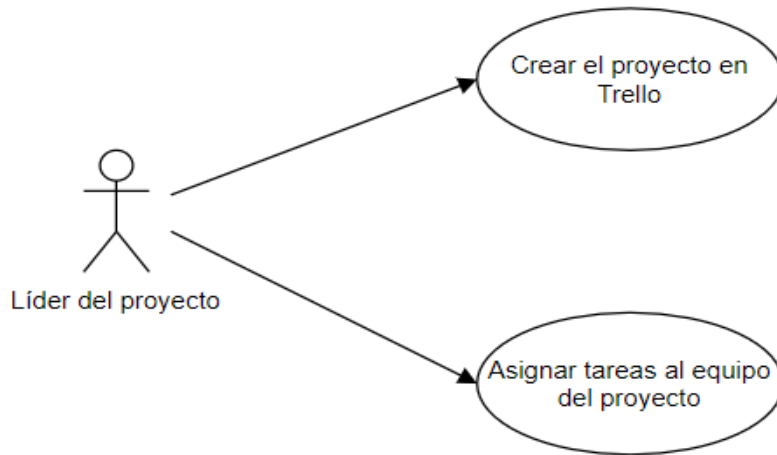 Crear el proyecto en
Trello
Líder del proyecto
Asignar tareas al equipo
del proyecto